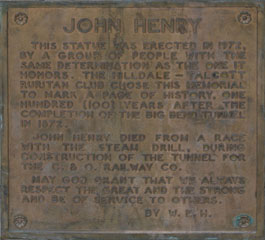 JOHN HENRY
THIS STATUE WAS ERECTED IN 1972,
BY A GROUP OF PEOPLE WITH THE
SAME DETERMINATION AS THE ONE IT
HONORS. THE HILLDALE - TALCOTT
RURITAN CLUB CHOSE THIS MEMORIAL
TO MARK A PAGE OF HISTORY, ONE
HUNDRED (100) YEARS AFTER THE
COMPLETION OF THE BIG BEND TUNNEL
IN 1872.
JOHN HENRY DIED FROM A RACE
WITH THE STEAM DRILL, DURING
CONSTRUCTION OF THE TUNNEL FOR
THE C. & O. RAILWAY CO.
MAY GOD GRANT THAT WE ALWAYS
RESPECT THE GREAT AND THE STRONG
AND BE OF SERVICE TO OTHERS.
BY W. E. H.